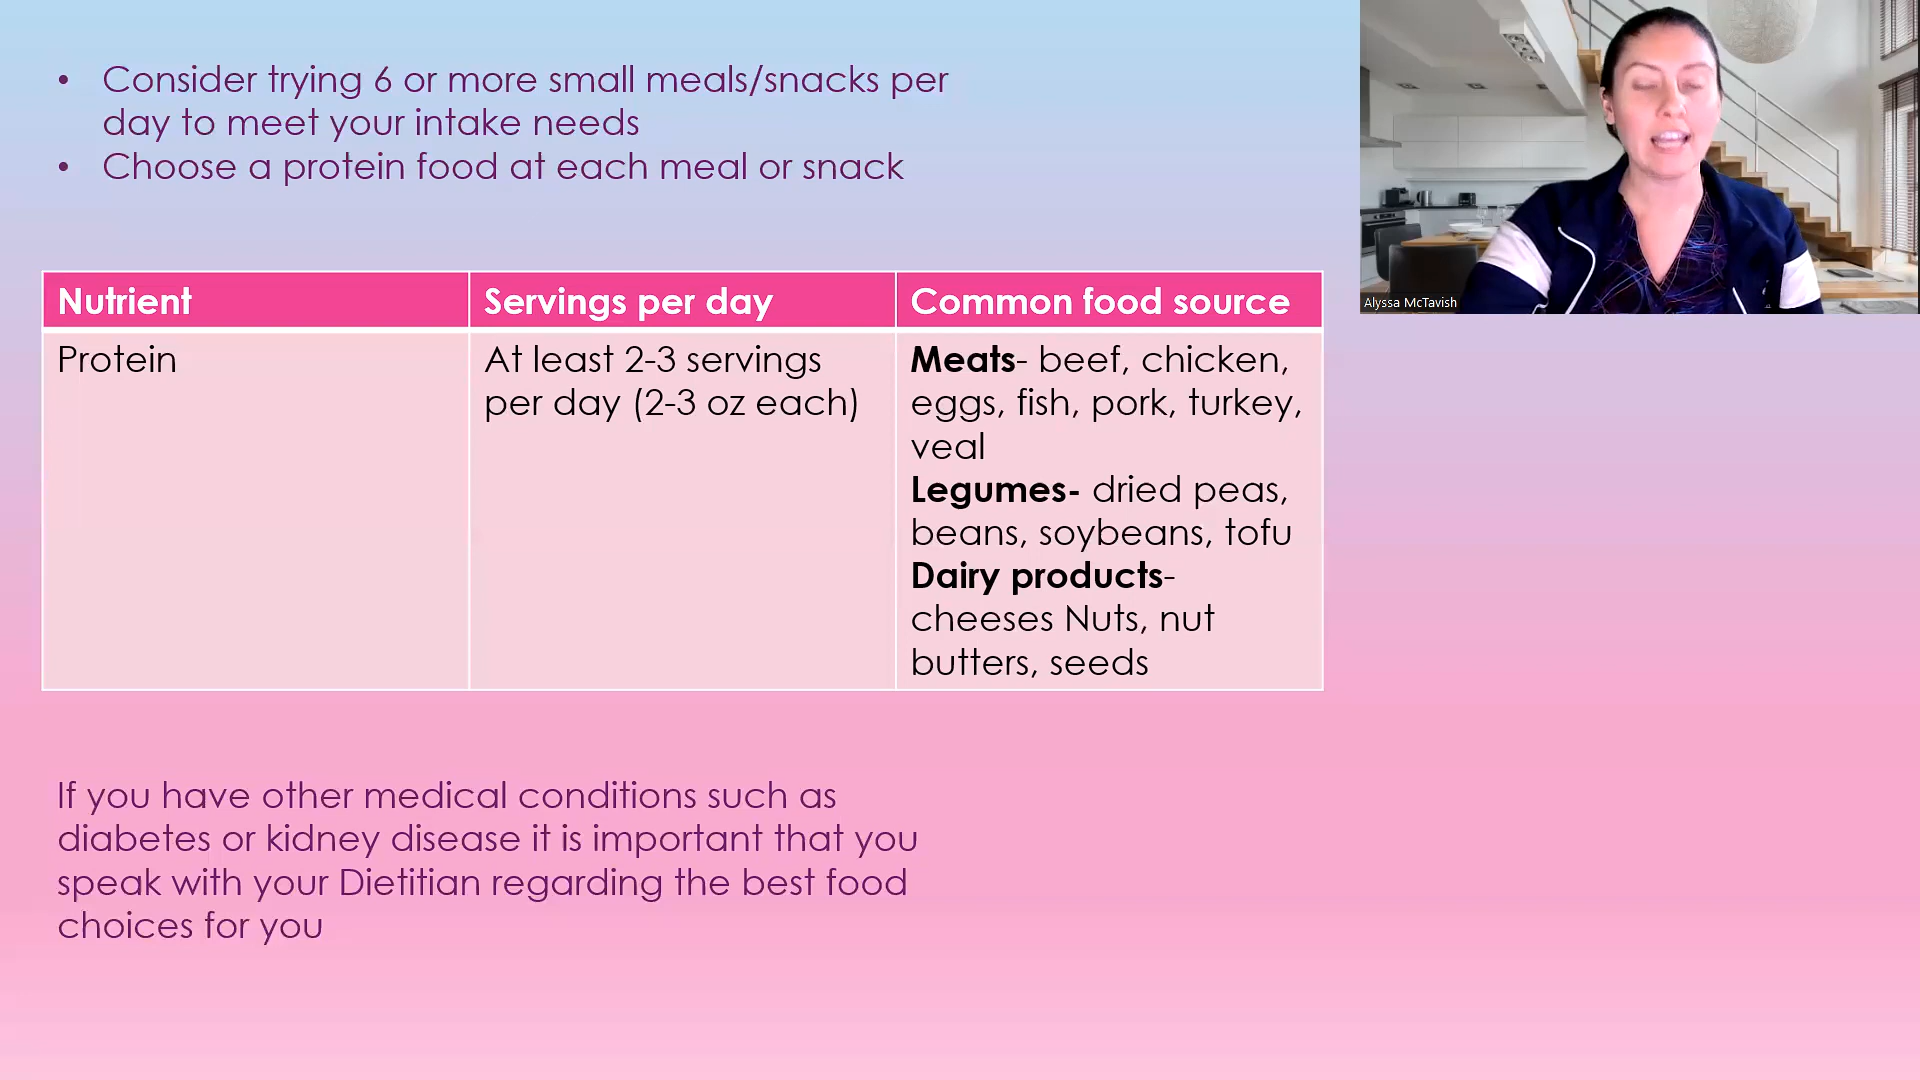 • Consider trying 6 or more small meals/snacks per
day to meet your intake needs
• Choose a protein food at each meal or snack
Nutrient
Servings per day
Common food source
Protein
At least 2-3 servings
per day (2-3 oz each)
Meats- beef, chicken,
eggs, fish, pork, turkey,
veal
Legumes- dried peas,
beans, soybeans, tofu
Dairy products-
cheeses Nuts, nut
butters, seeds
If you have other medical conditions such as
diabetes or kidney disease it is important that you
speak with your Dietitian regarding the best food
choices for you
Alyssa McTavish